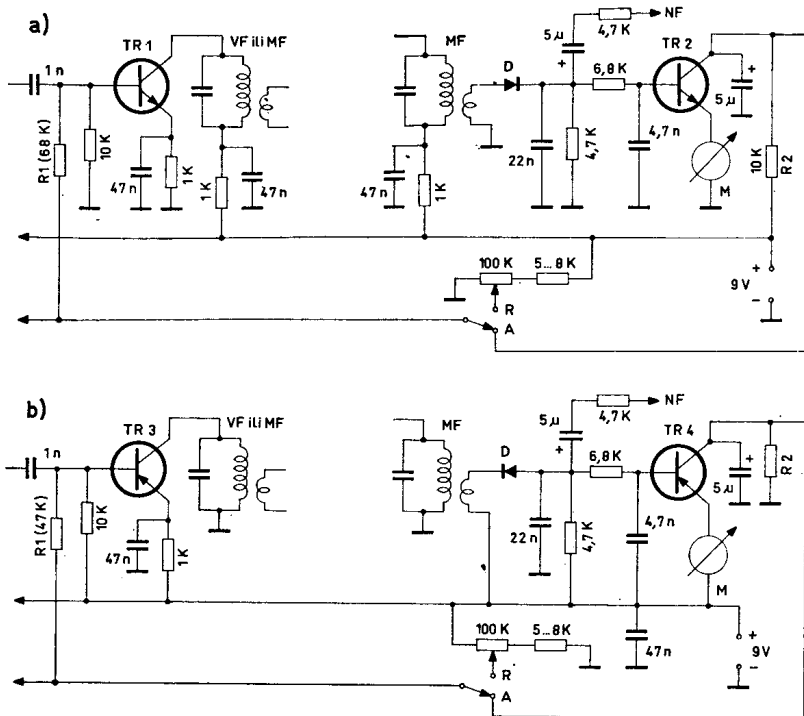 a)
TR 1
VF ili MF
1 n
R1 (68 K)
10 K
47 n
1 K
1 K
47 n
MF
47 n
1 K
D
22 n
5 µ
+
4,7 K
NF
4,7 K
6,8 K
4,7 n
TR 2
+
5 µ
M
10 K
R 2
100 K
5...8 K
R
A
+
9 V
-
b)
TR 3
VF ili MF
1 n
R1 (47 K)
10 K
47 n
1 K
MF
D
22 n
5 µ
+
4,7 K
NF
4,7 K
6,8 K
4,7 n
TR 4
+
5 µ
R 2
M
100 K
5...8 K
R
A
47 n
+
9V
-